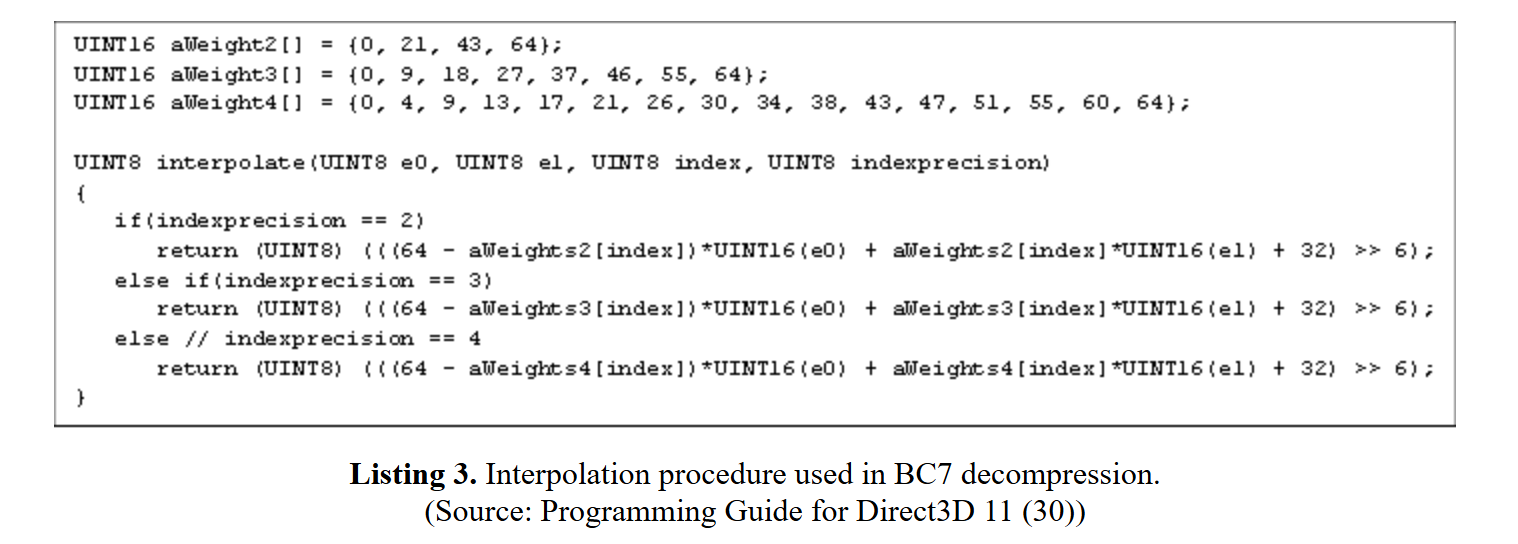 UINT16 aWeight2[] = {0, 21, 43, 64};
UINT16 aWeight3[] = {0, 9, 18, 27, 37, 46, 55, 64};
UINT16 aWeight4[] = {0, 4, 9, 13, 17, 21, 26, 30, 34, 38, 43, 47, 51, 55, 60, 64};
UINT8 interpolate(UINT8 e0, UINT8 e1, UINT8 index, UINT8 indexprecision)
{
if(indexprecision == 2)
return (UINT8) (((64 - aWeights2[index])*UINT16(e0) + aWeights2[index]*UINT16(e1) + 32) >> 6);
else if(indexprecision == 3)
return (UINT8) (((64 - aWeights3[index])*UINT16(e0) + aWeights3[index]*UINT16(e1) + 32) >> 6);
else // indexprecision == 4
return (UINT8) (((64 - aWeights4[index])*UINT16(e0) + aWeights4[index]*UINT16(e1) + 32) >> 6);
}
Listing 3. Interpolation procedure used in BC7 decompression.
(Source: Programming Guide for Direct3D 11 (30))